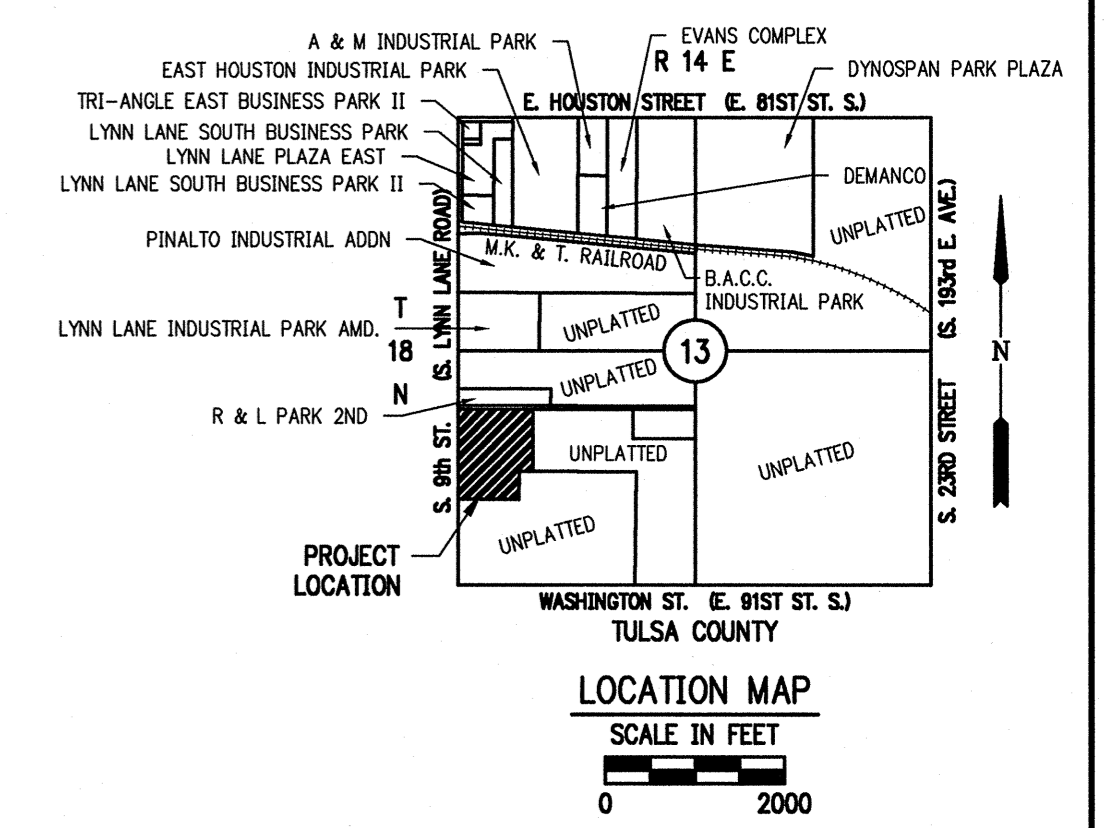 A & M INDUSTRIAL PARK
EVANS COMPLEX
R 14 E
EAST HOUSTON INDUSTRIAL PARK
DYNOSPAN PARK PLAZA
TRI-ANGLE EAST BUSINESS PARK II
E. HOUSTON STREET (E. 81ST ST. S.)
LYNN LANE SOUTH BUSINESS PARK
LYNN LANE PLAZA EAST
DEMANCO
LYNN LANE SOUTH BUSINESS PARK II
UNPLATTED
PINALTO INDUSTRIAL ADDN
M.K. & T. RAILROAD
B.A.C.C.
INDUSTRIAL PARK
S. 9th ST. (S. LYNN LANE ROAD)
S. 23RD STREET (S. 193rd E. AVE.)
T
18
N
LYNN LANE INDUSTRIAL PARK AMD.
UNPLATTED
13
N
UNPLATTED
R & L PARK 2ND
UNPLATTED
UNPLATTED
UNPLATTED
PROJECT
LOCATION
WASHINGTON ST. (E. 91ST ST. S.)
TULSA COUNTY
LOCATION MAP
SCALE IN FEET
0 2000